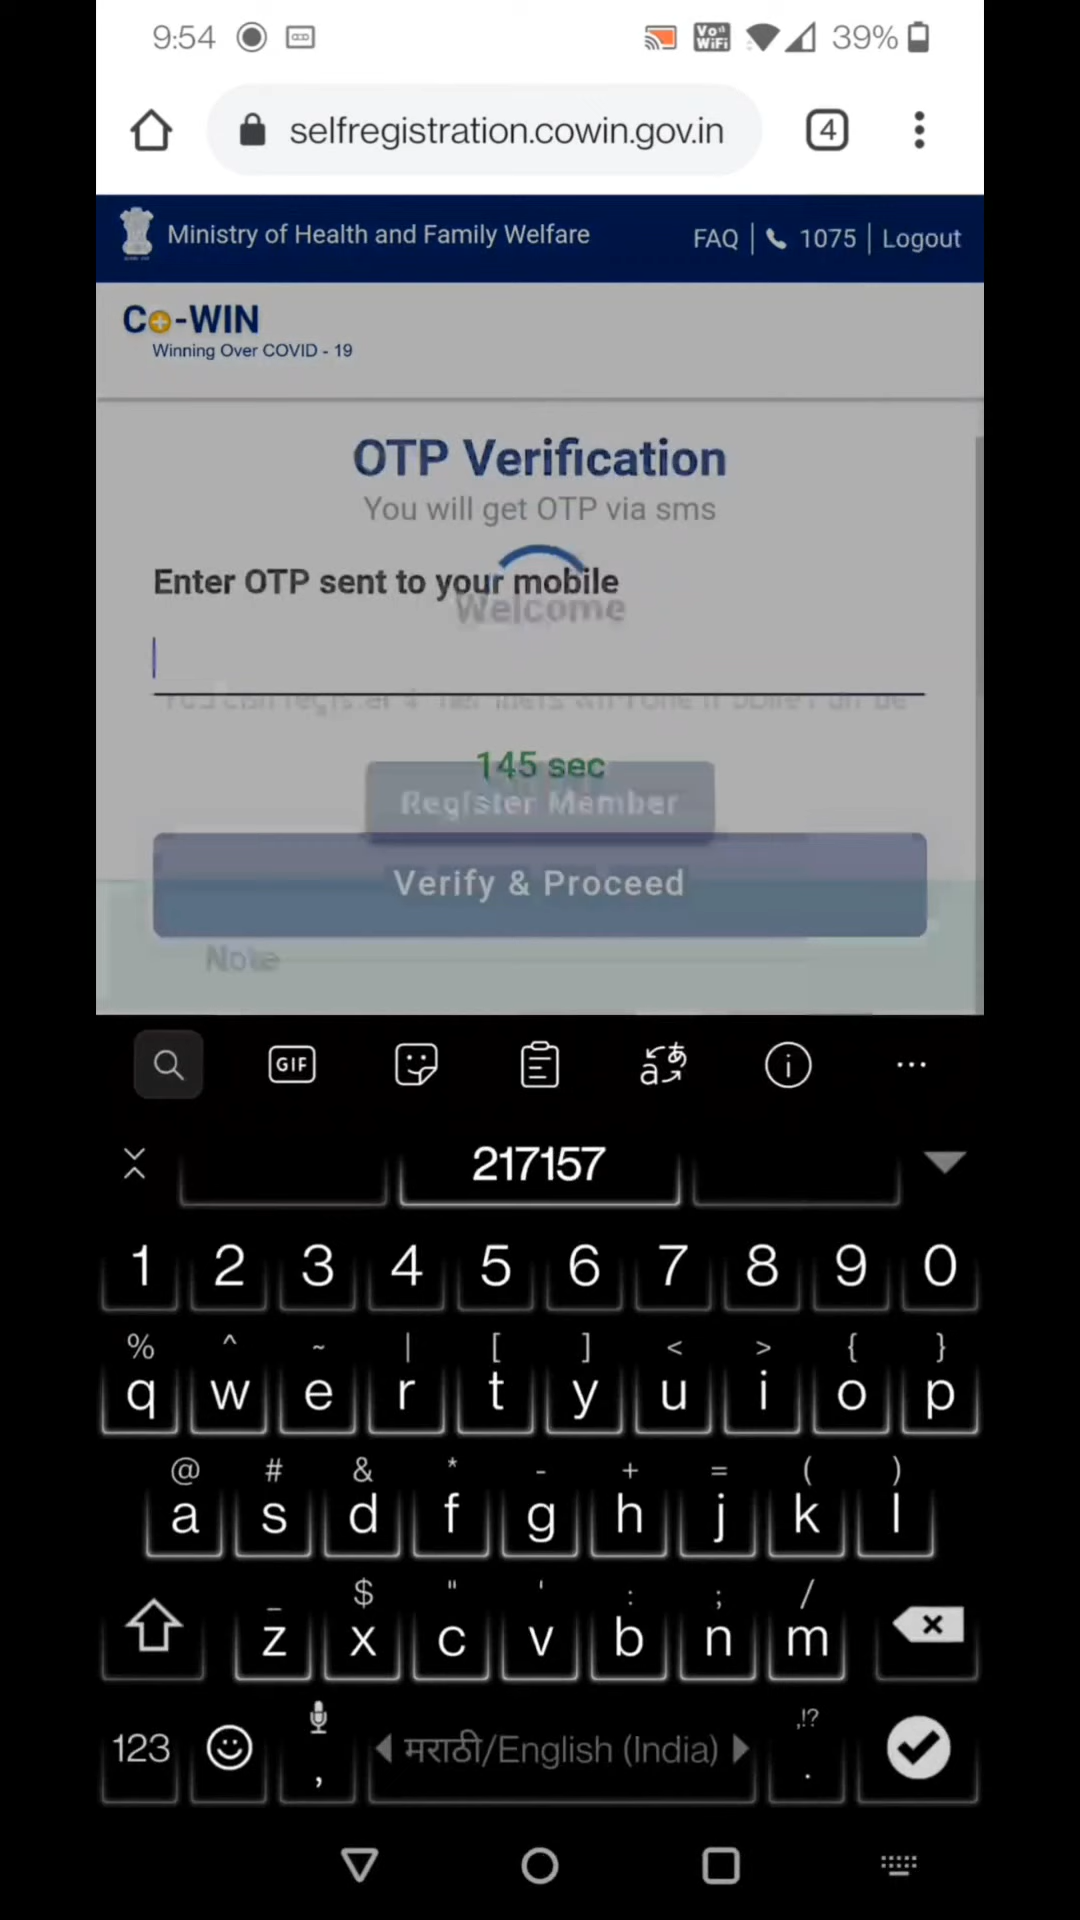 9:54 Vo WiFi 39%
selfregistration.cowin.gov.in 4
Ministry of Health and Family Welfare FAQ | 1075 | Logout
Co-WIN
Winning Over COVID - 19
OTP Verification
You will get OTP via sms
Enter OTP sent to your mobile
Welcome
145 sec
Register Member
Verify & Proceed
Note
GIF
217157
1 2 3 4 5 6 7 8 9 0
% ^ ~ | [ ] < > { }
q w e r t y u i o p
@ # & * - + = ( )
a s d f g h j k l
_ $ " ' : ; /
z x c v b n m
,!?
123 , मराठी/English (India) .